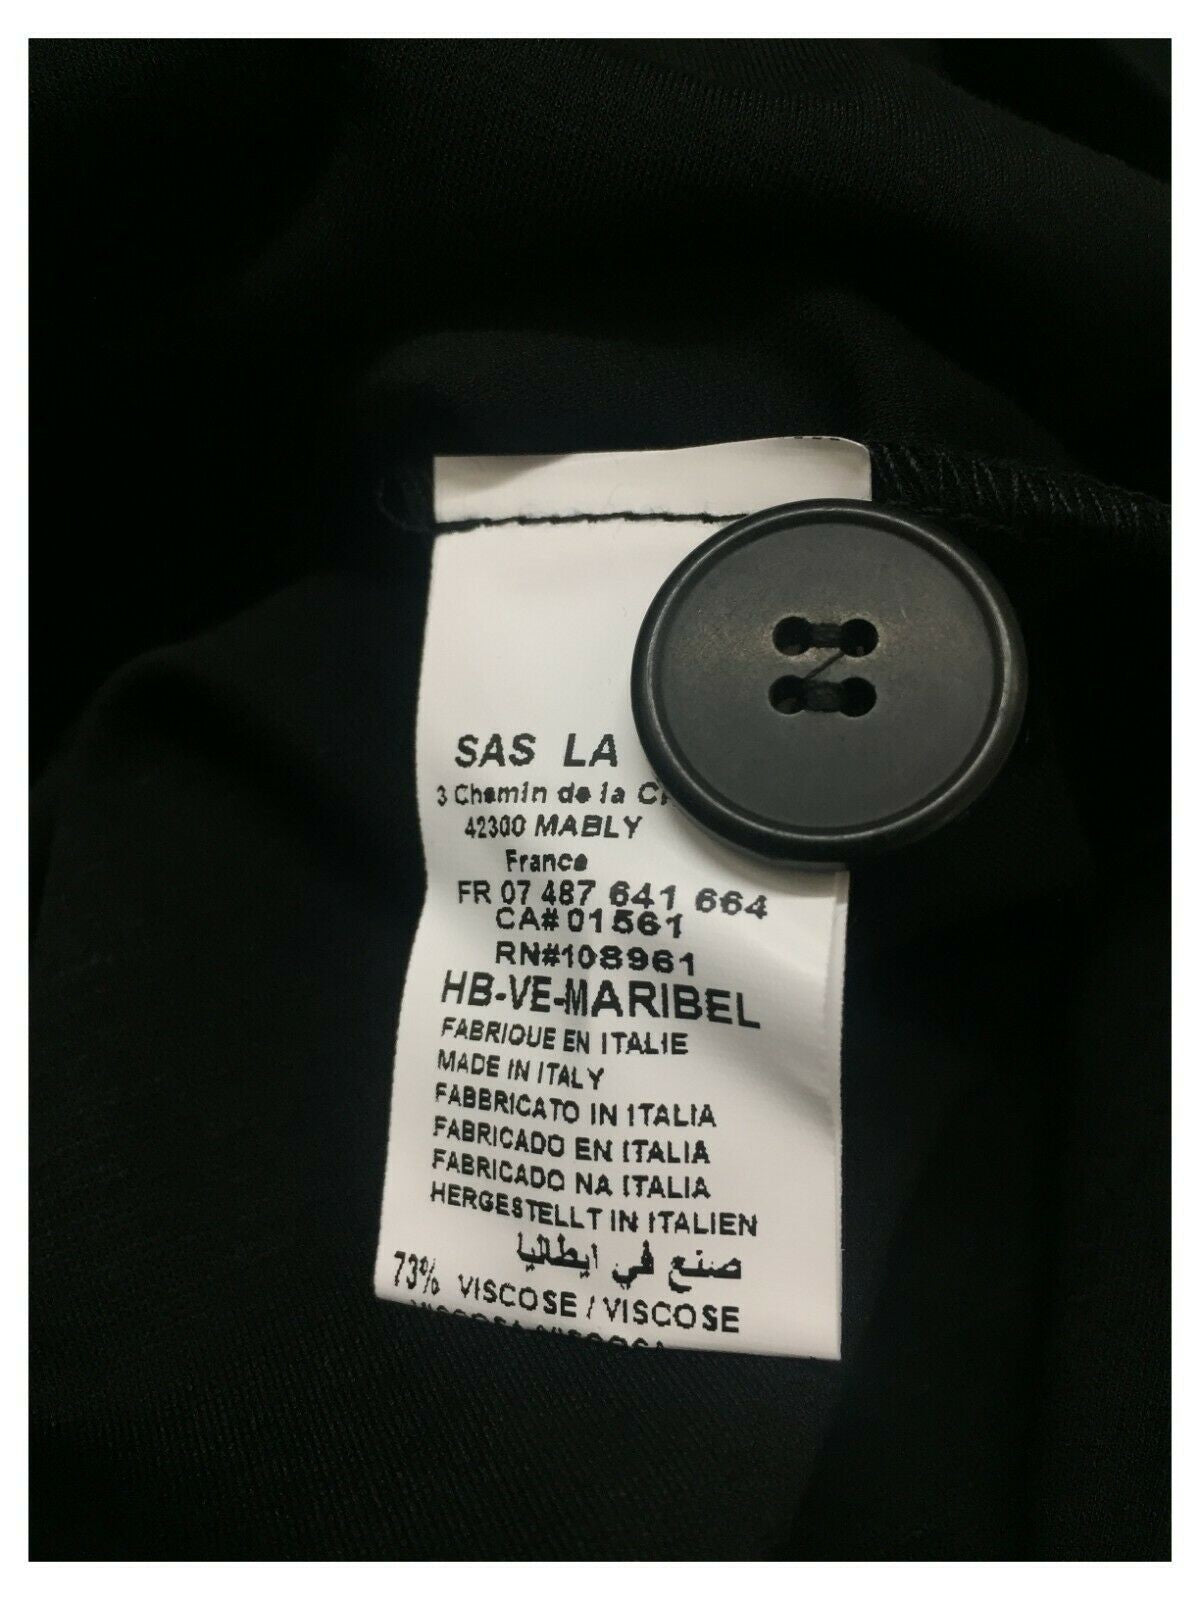 SAS LA
3 Chemin de la
42300 MABLY
France
FR 07 487 641 664
CA# 01561
RN#108961
HB-VE-MARIBEL
FABRIQUE EN ITALIE
MADE IN ITALY
FABBRICATO IN ITALIA
FABRICADO EN ITALIA
FABRICADO NA ITALIA
HERGESTELLT IN ITALIEN
صنع في ايطاليا
73% VISCOSE / VISCOSE